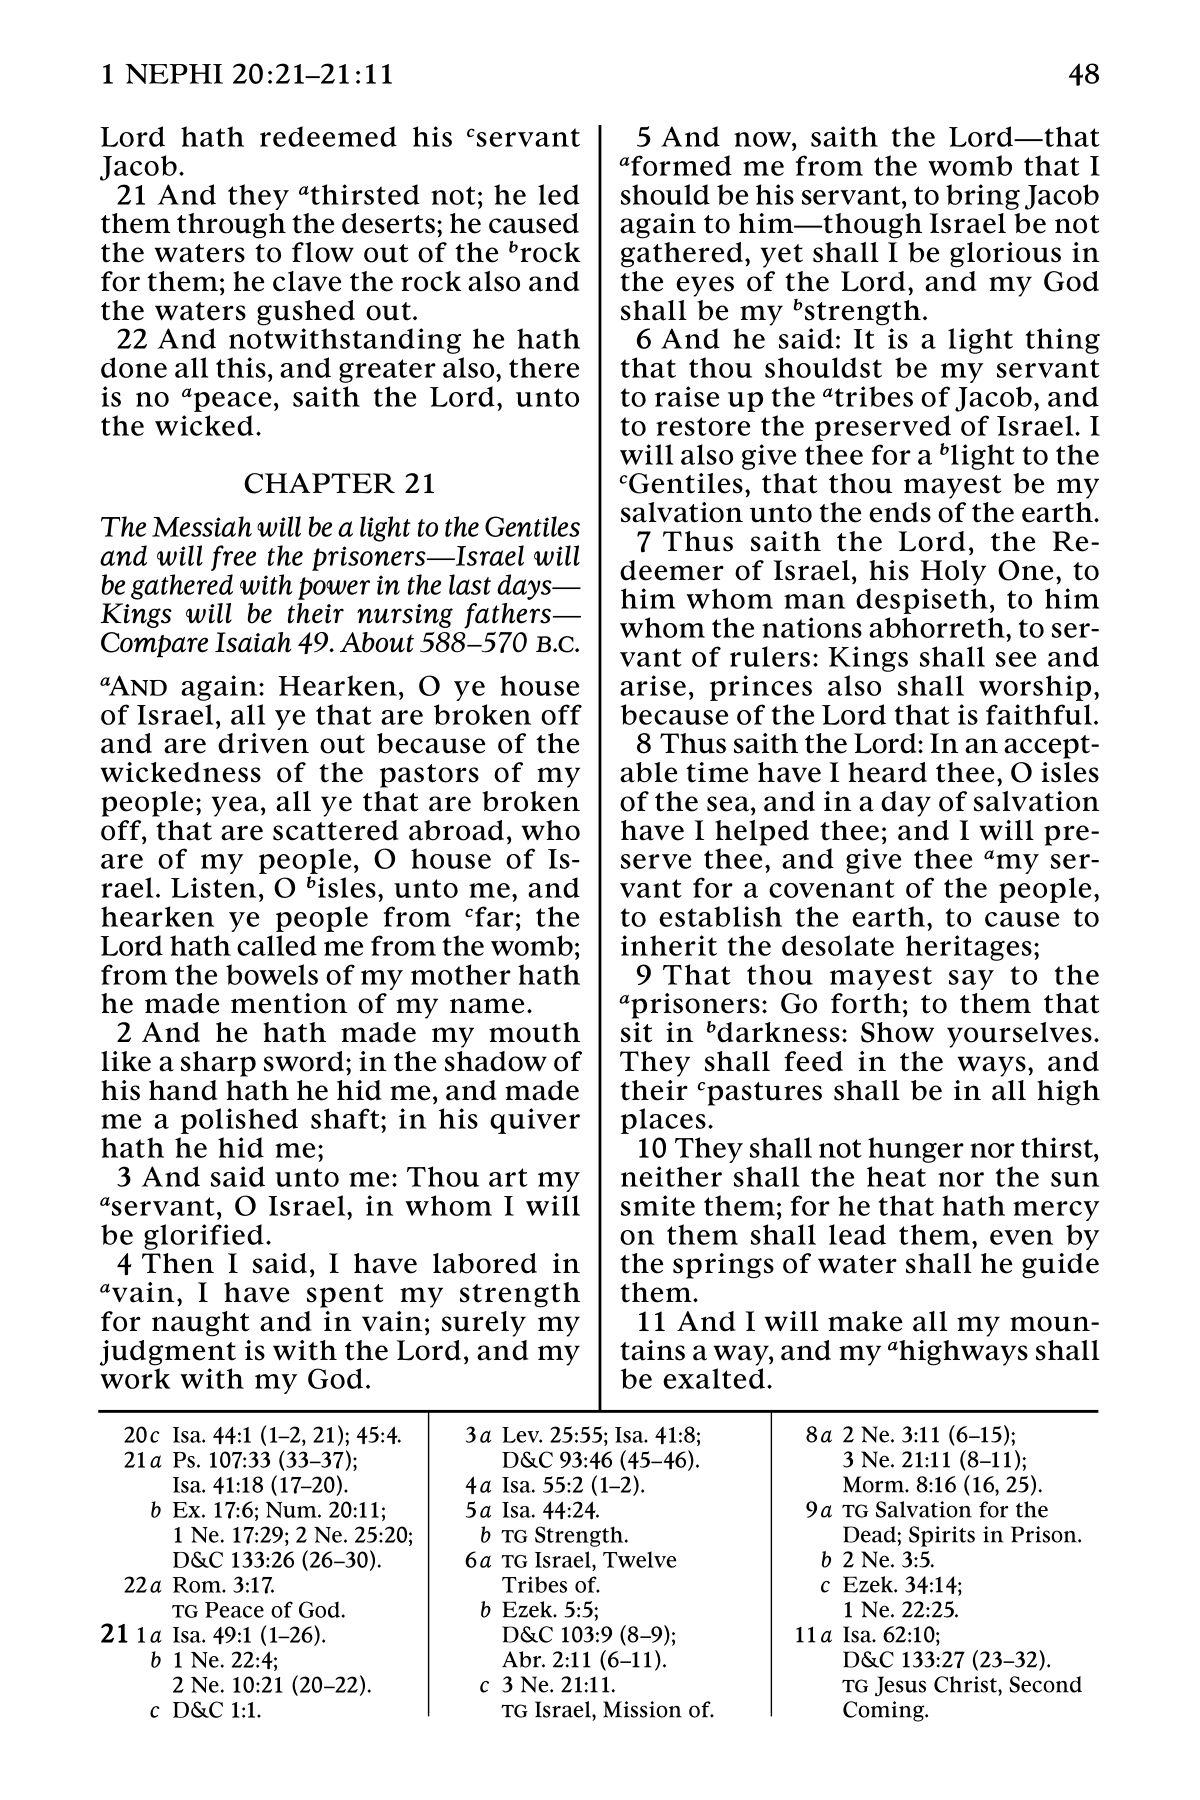 1 NEPHI 20:21–21:11
48
Lord hath redeemed his cservant
Jacob.
21 And they athirsted not; he led
them through the deserts; he caused
the waters to flow out of the brock
for them; he clave the rock also and
the waters gushed out.
22 And notwithstanding he hath
done all this, and greater also, there
is no apeace, saith the Lord, unto
the wicked.
CHAPTER 21
The Messiah will be a light to the Gentiles
and will free the prisoners—Israel will
be gathered with power in the last days—
Kings will be their nursing fathers—
Compare Isaiah 49. About 588–570 B.C.
aAND again: Hearken, O ye house
of Israel, all ye that are broken off
and are driven out because of the
wickedness of the pastors of my
people; yea, all ye that are broken
off, that are scattered abroad, who
are of my people, O house of Is-
rael. Listen, O bisles, unto me, and
hearken ye people from cfar; the
Lord hath called me from the womb;
from the bowels of my mother hath
he made mention of my name.
2 And he hath made my mouth
like a sharp sword; in the shadow of
his hand hath he hid me, and made
me a polished shaft; in his quiver
hath he hid me;
3 And said unto me: Thou art my
aservant, O Israel, in whom I will
be glorified.
4 Then I said, I have labored in
avain, I have spent my strength
for naught and in vain; surely my
judgment is with the Lord, and my
work with my God.
5 And now, saith the Lord—that
aformed me from the womb that I
should be his servant, to bring Jacob
again to him—though Israel be not
gathered, yet shall I be glorious in
the eyes of the Lord, and my God
shall be my bstrength.
6 And he said: It is a light thing
that thou shouldst be my servant
to raise up the atribes of Jacob, and
to restore the preserved of Israel. I
will also give thee for a blight to the
cGentiles, that thou mayest be my
salvation unto the ends of the earth.
7 Thus saith the Lord, the Re-
deemer of Israel, his Holy One, to
him whom man despiseth, to him
whom the nations abhorreth, to ser-
vant of rulers: Kings shall see and
arise, princes also shall worship,
because of the Lord that is faithful.
8 Thus saith the Lord: In an accept-
able time have I heard thee, O isles
of the sea, and in a day of salvation
have I helped thee; and I will pre-
serve thee, and give thee amy ser-
vant for a covenant of the people,
to establish the earth, to cause to
inherit the desolate heritages;
9 That thou mayest say to the
aprisoners: Go forth; to them that
sit in bdarkness: Show yourselves.
They shall feed in the ways, and
their cpastures shall be in all high
places.
10 They shall not hunger nor thirst,
neither shall the heat nor the sun
smite them; for he that hath mercy
on them shall lead them, even by
the springs of water shall he guide
them.
11 And I will make all my moun-
tains a way, and my ahighways shall
be exalted.
20c Isa. 44:1 (1–2, 21); 45:4.
21a Ps. 107:33 (33–37);
Isa. 41:18 (17–20).
b Ex. 17:6; Num. 20:11;
1 Ne. 17:29; 2 Ne. 25:20;
D&C 133:26 (26–30).
22a Rom. 3:17.
TG Peace of God.
21 1a Isa. 49:1 (1–26).
b 1 Ne. 22:4;
2 Ne. 10:21 (20–22).
c D&C 1:1.
3a Lev. 25:55; Isa. 41:8;
D&C 93:46 (45–46).
4a Isa. 55:2 (1–2).
5a Isa. 44:24.
b TG Strength.
6a TG Israel, Twelve
Tribes of.
b Ezek. 5:5;
D&C 103:9 (8–9);
Abr. 2:11 (6–11).
c 3 Ne. 21:11.
TG Israel, Mission of.
8a 2 Ne. 3:11 (6–15);
3 Ne. 21:11 (8–11);
Morm. 8:16 (16, 25).
9a TG Salvation for the
Dead; Spirits in Prison.
b 2 Ne. 3:5.
c Ezek. 34:14;
1 Ne. 22:25.
11a Isa. 62:10;
D&C 133:27 (23–32).
TG Jesus Christ, Second
Coming.